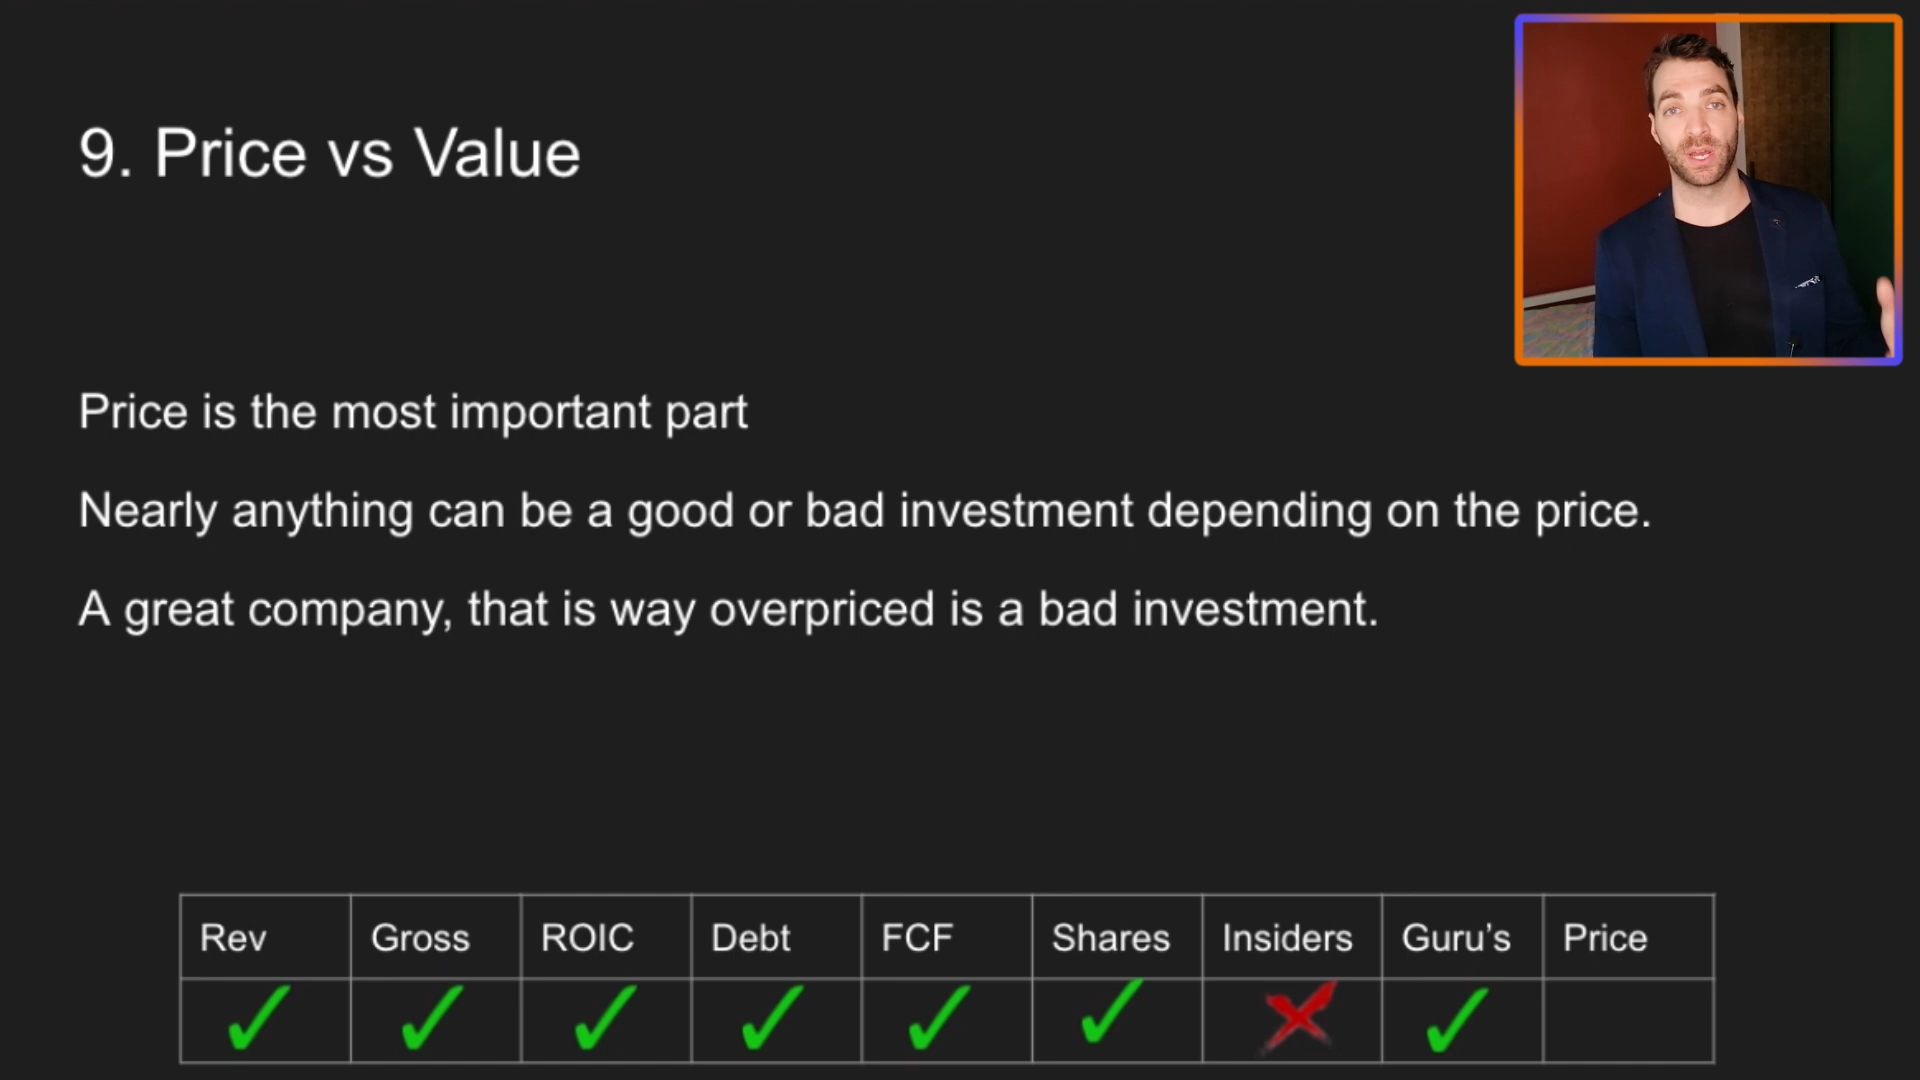 9. Price vs Value
Price is the most important part
Nearly anything can be a good or bad investment depending on the price.
A great company, that is way overpriced is a bad investment.
Rev Gross ROIC Debt FCF Shares Insiders Guru’s Price